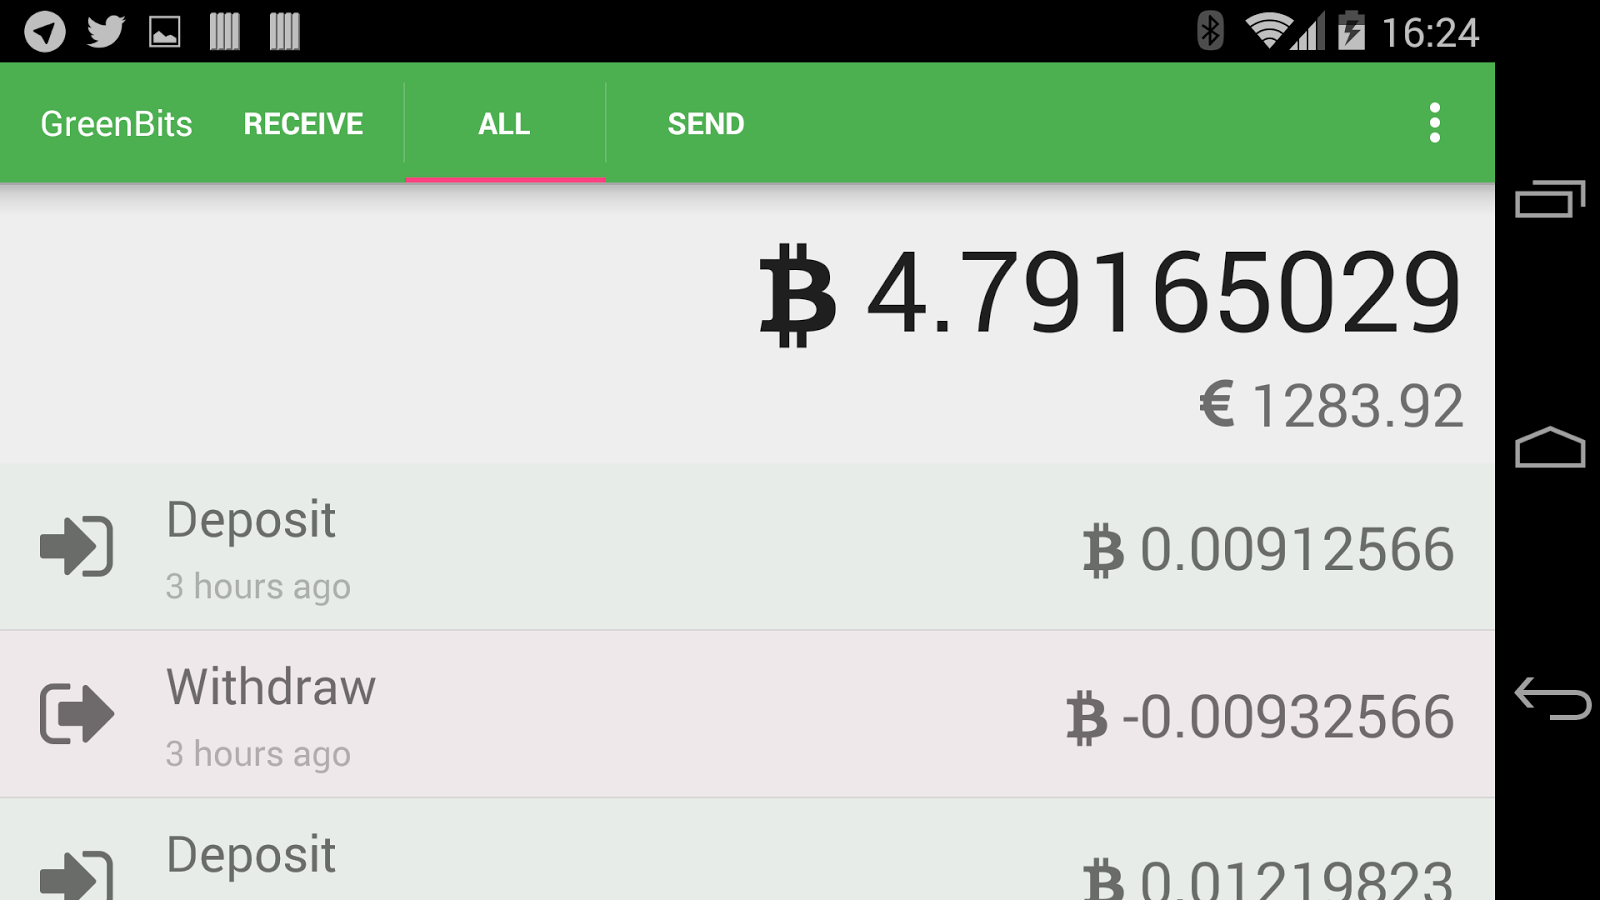 16:24
GreenBits RECEIVE ALL SEND
₿ 4.79165029
€ 1283.92
Deposit
3 hours ago
₿ 0.00912566
Withdraw
3 hours ago
₿ -0.00932566
Deposit
₿ 0.01219823